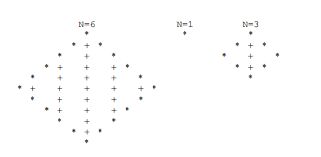 N=6 N=1 N=3
* * *
* + * * + *
* + * * + *
* + + + * * + *
* + + + * *
* + + + + + *
* + + + *
* + + + *
* + *
* + *
*